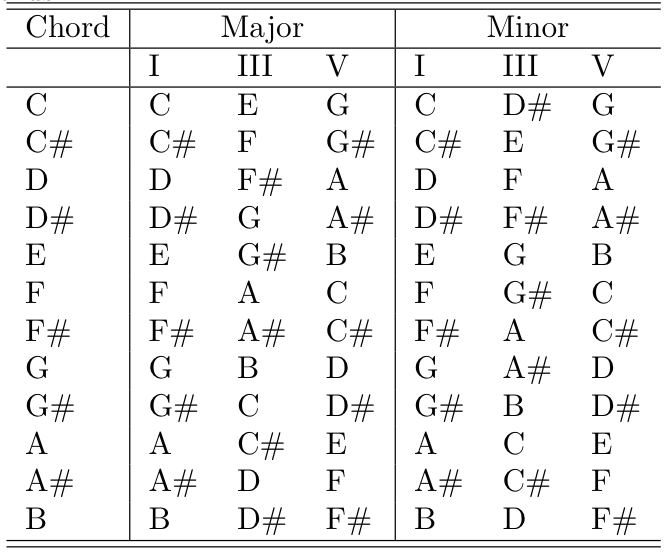 Chord Major Minor
I III V I III V
C C E G C D# G
C# C# F G# C# E G#
D D F# A D F A
D# D# G A# D# F# A#
E E G# B E G B
F F A C F G# C
F# F# A# C# F# A C#
G G B D G A# D
G# G# C D# G# B D#
A A C# E A C E
A# A# D F A# C# F
B B D# F# B D F#